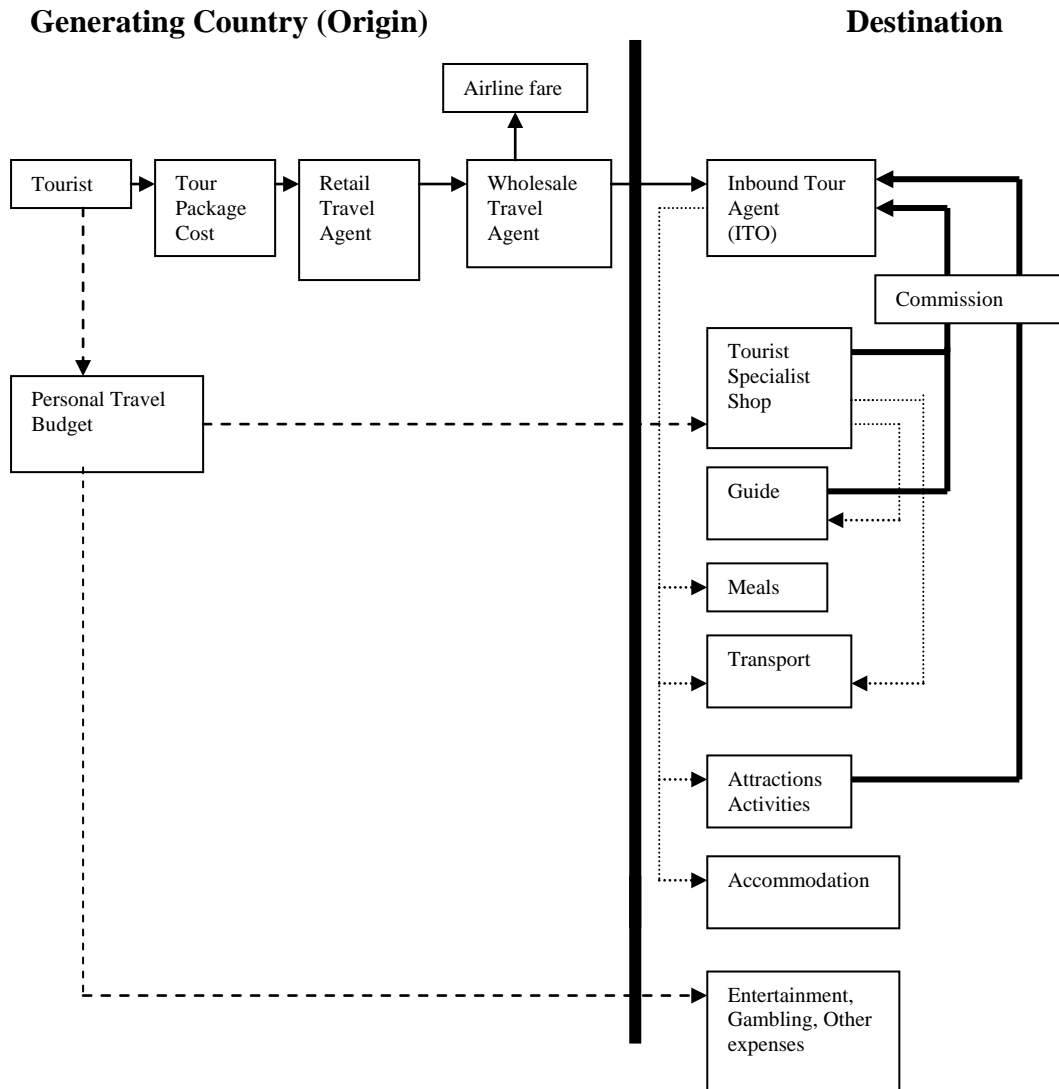 Generating Country (Origin)
Destination
Airline fare
Tourist
Tour
Package
Cost
Retail
Travel
Agent
Wholesale
Travel
Agent
Inbound Tour
Agent
(ITO)
Commission
Tourist
Specialist
Shop
Personal Travel
Budget
Guide
Meals
Transport
Attractions
Activities
Accommodation
Entertainment,
Gambling, Other
expenses